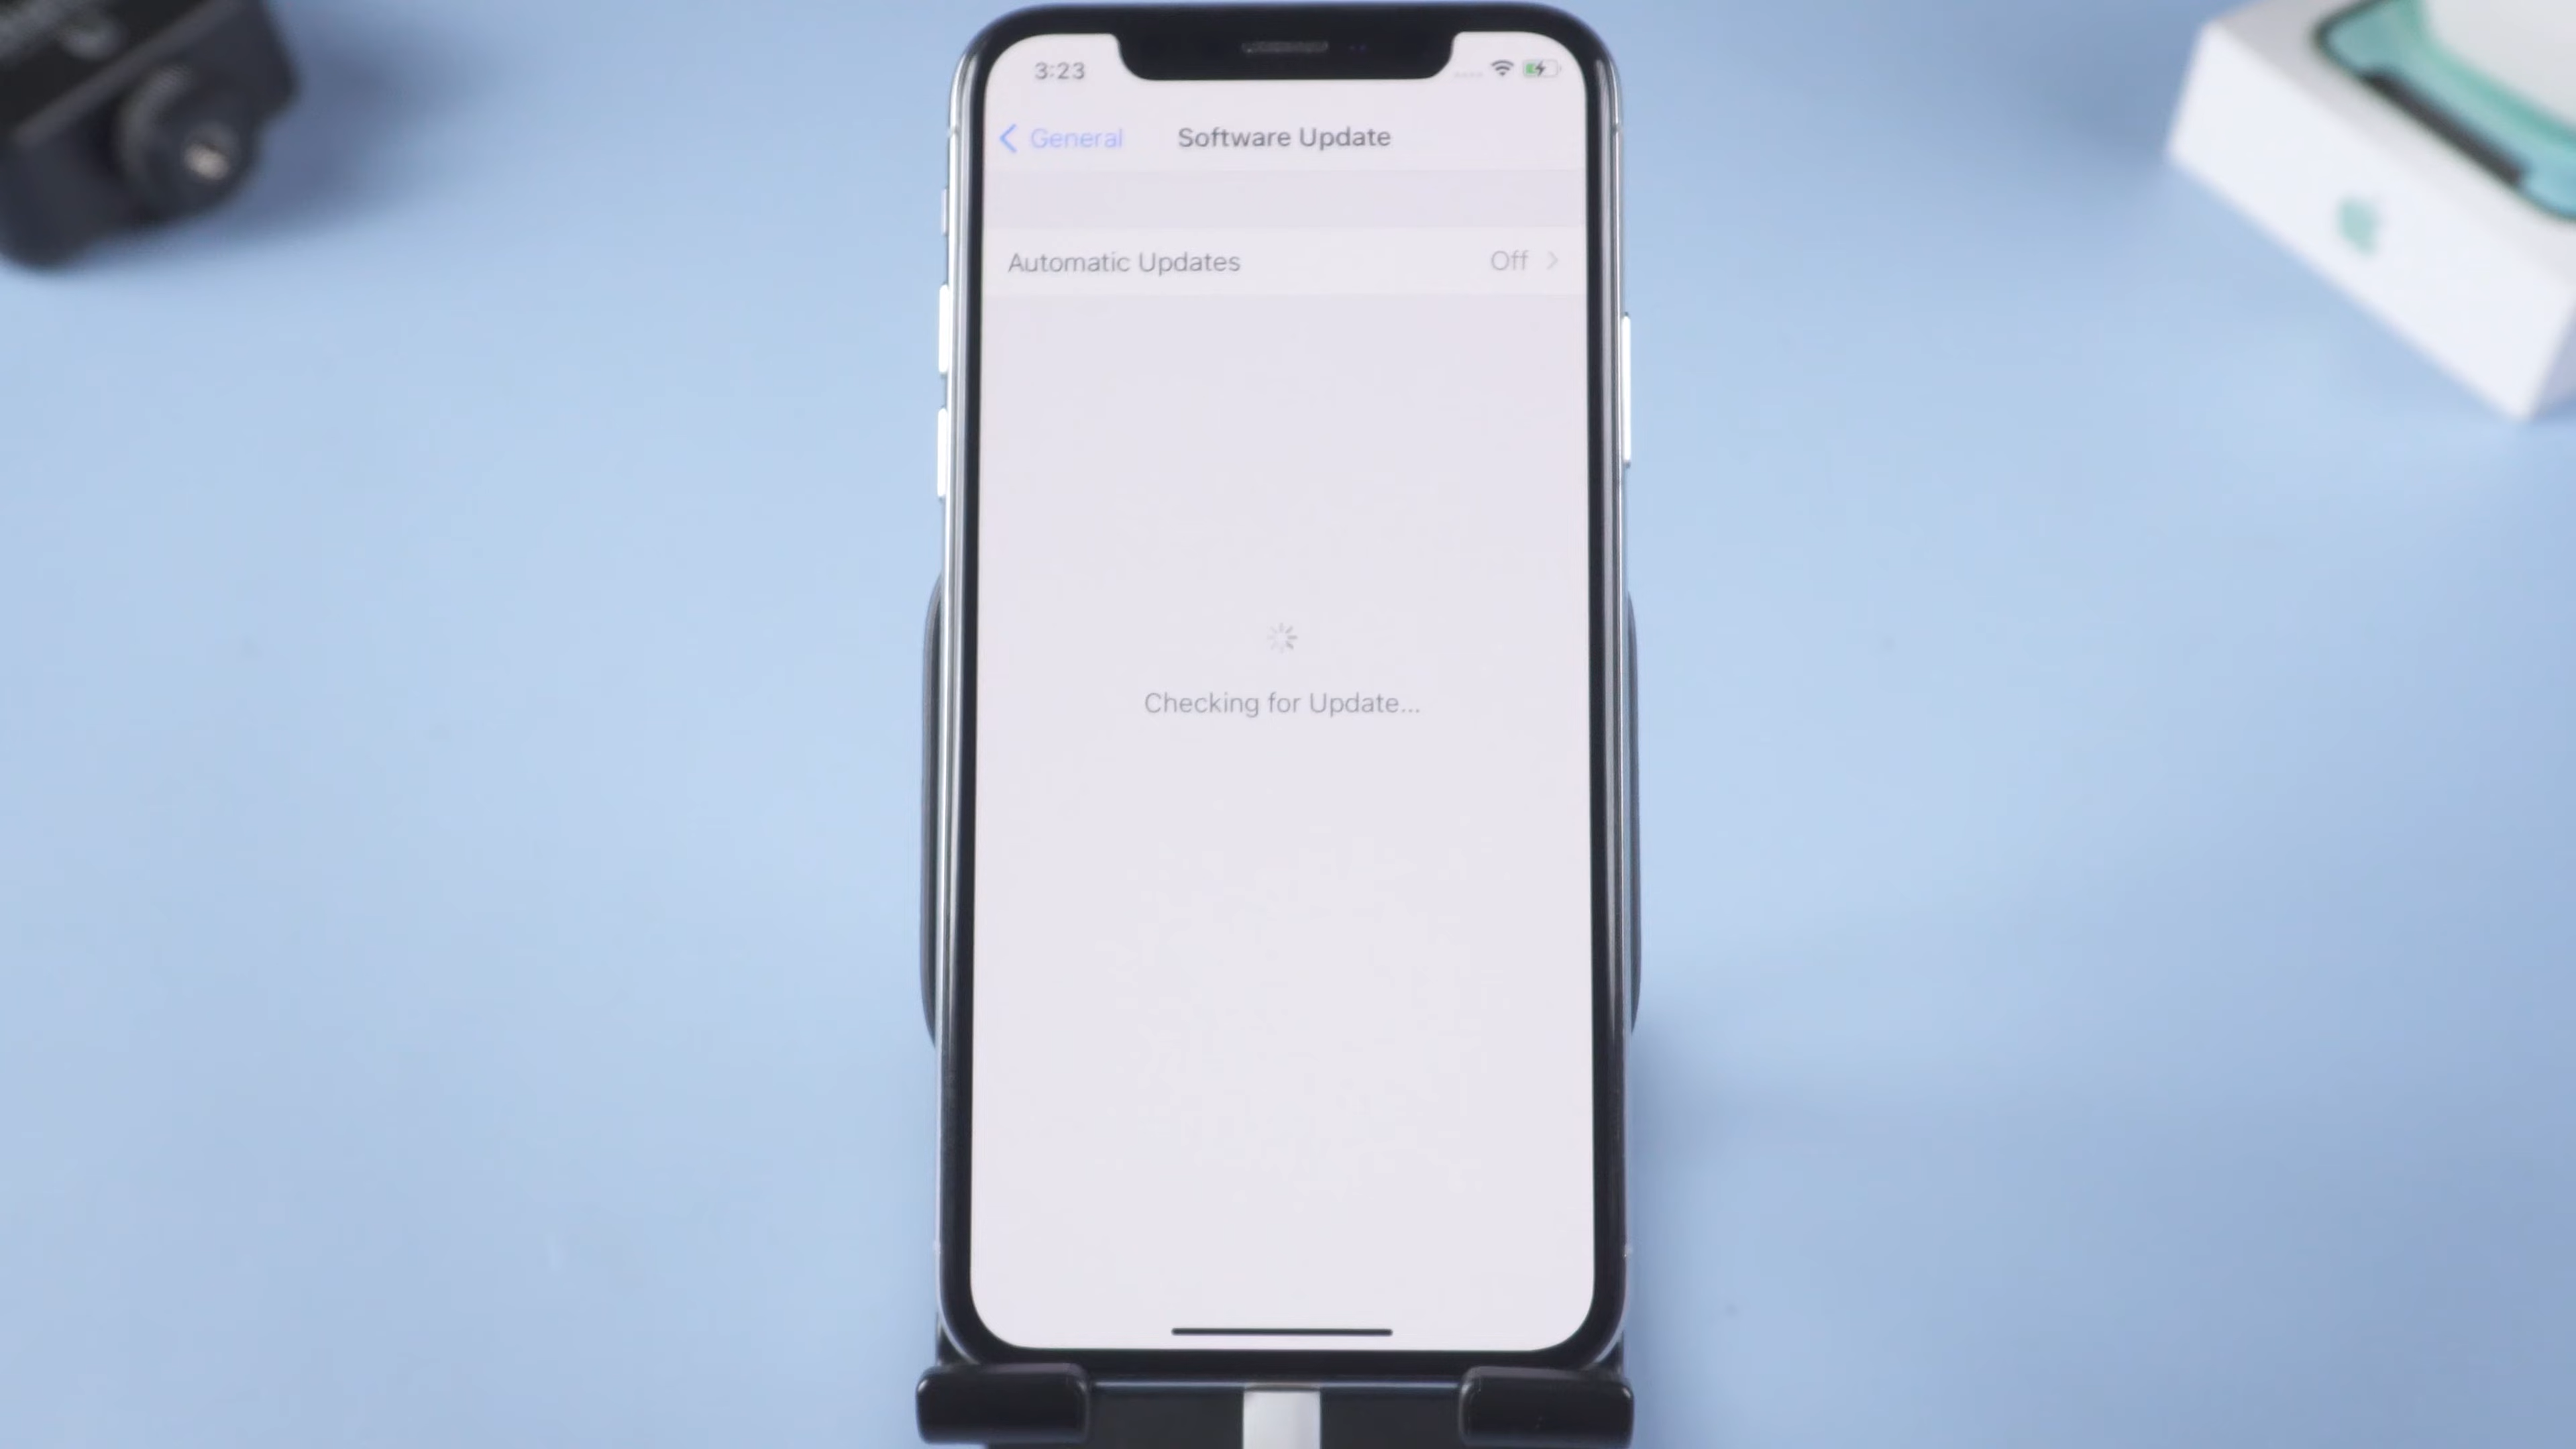 3:23
General
Software Update
Automatic Updates Off
Checking for Update...